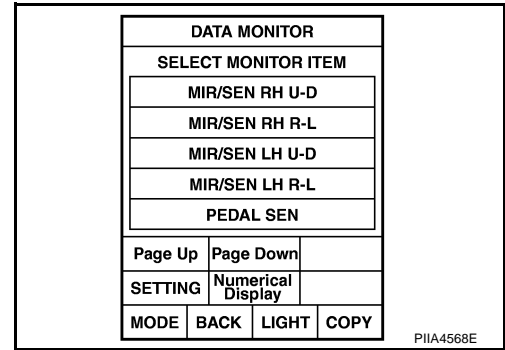 DATA MONITOR
SELECT MONITOR ITEM
MIR/SEN RH U-D
MIR/SEN RH R-L
MIR/SEN LH U-D
MIR/SEN LH R-L
PEDAL SEN
Page Up Page Down
SETTING Numerical
Display
MODE BACK LIGHT COPY
PIIA4568E